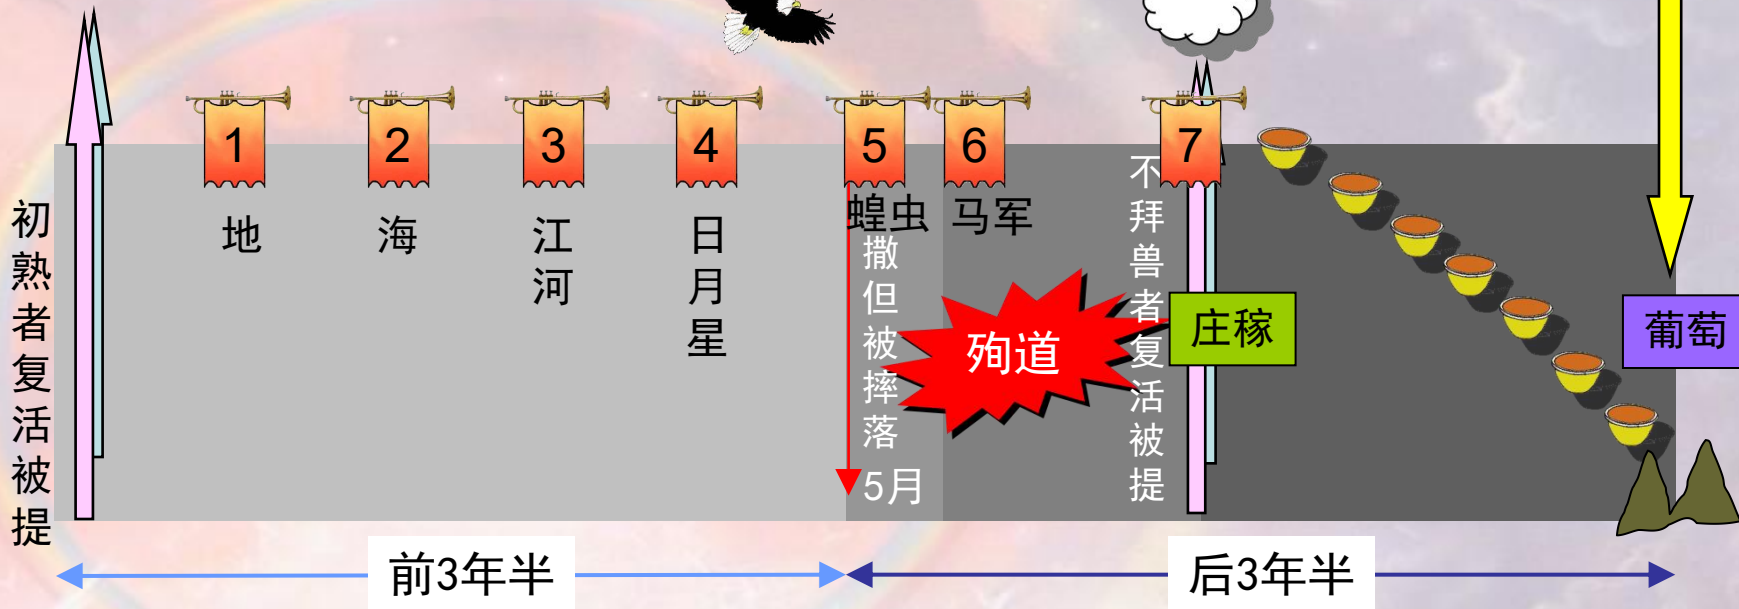 初熟者复活被提
1
地
2
海
3
江河
4
日月星
5
蝗虫
撒但被摔落
5月
6
马军
殉道
不拜兽者复活被提
7
庄稼
葡萄
前3年半
后3年半